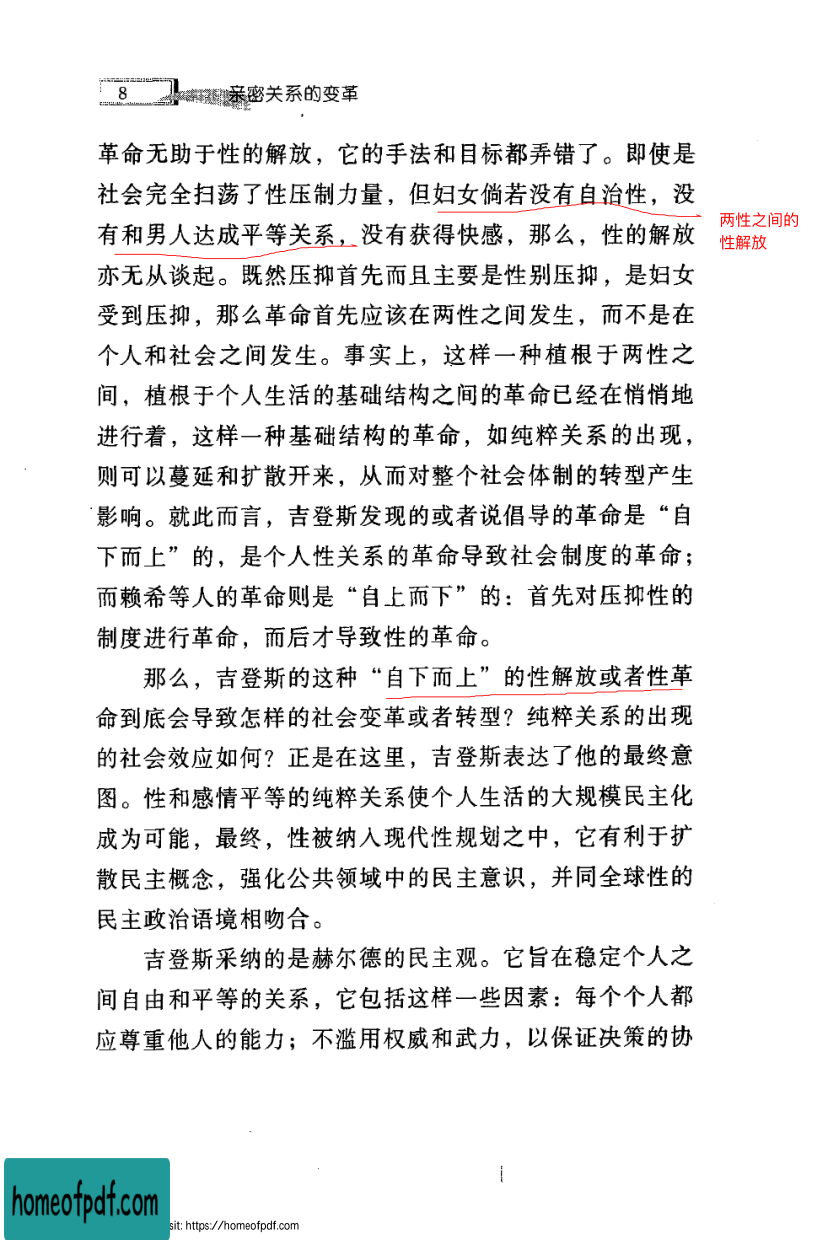 8
亲密关系的变革
革命无助于性的解放，它的手法和目标都弄错了。即使是
社会完全扫荡了性压制力量，但妇女倘若没有自治性，没
有和男人达成平等关系，没有获得快感，那么，性的解放
亦无从谈起。既然压抑首先而且主要是性别压抑，是妇女
受到压抑，那么革命首先应该在两性之间发生，而不是在
个人和社会之间发生。事实上，这样一种植根于两性之
间，植根于个人生活的基础结构之间的革命已经在悄悄地
进行着，这样一种基础结构的革命，如纯粹关系的出现，
则可以蔓延和扩散开来，从而对整个社会体制的转型产生
影响。就此而言，吉登斯发现的或者说倡导的革命是“自
下而上”的，是个人性关系的革命导致社会制度的革命；
而赖希等人的革命则是“自上而下”的：首先对压抑性的
制度进行革命，而后才导致性的革命。
那么，吉登斯的这种“自下而上”的性解放或者性革
命到底会导致怎样的社会变革或者转型？纯粹关系的出现
的社会效应如何？正是在这里，吉登斯表达了他的最终意
图。性和感情平等的纯粹关系使个人生活的大规模民主化
成为可能，最终，性被纳入现代性规划之中，它有利于扩
散民主概念，强化公共领域中的民主意识，并同全球性的
民主政治语境相吻合。
吉登斯采纳的是赫尔德的民主观。它旨在稳定个人之
间自由和平等的关系，它包括这样一些因素：每个个人都
应尊重他人的能力；不滥用权威和武力，以保证决策的协
两性之间的
性解放
homeofpdf.com
sit: https://homeofpdf.com